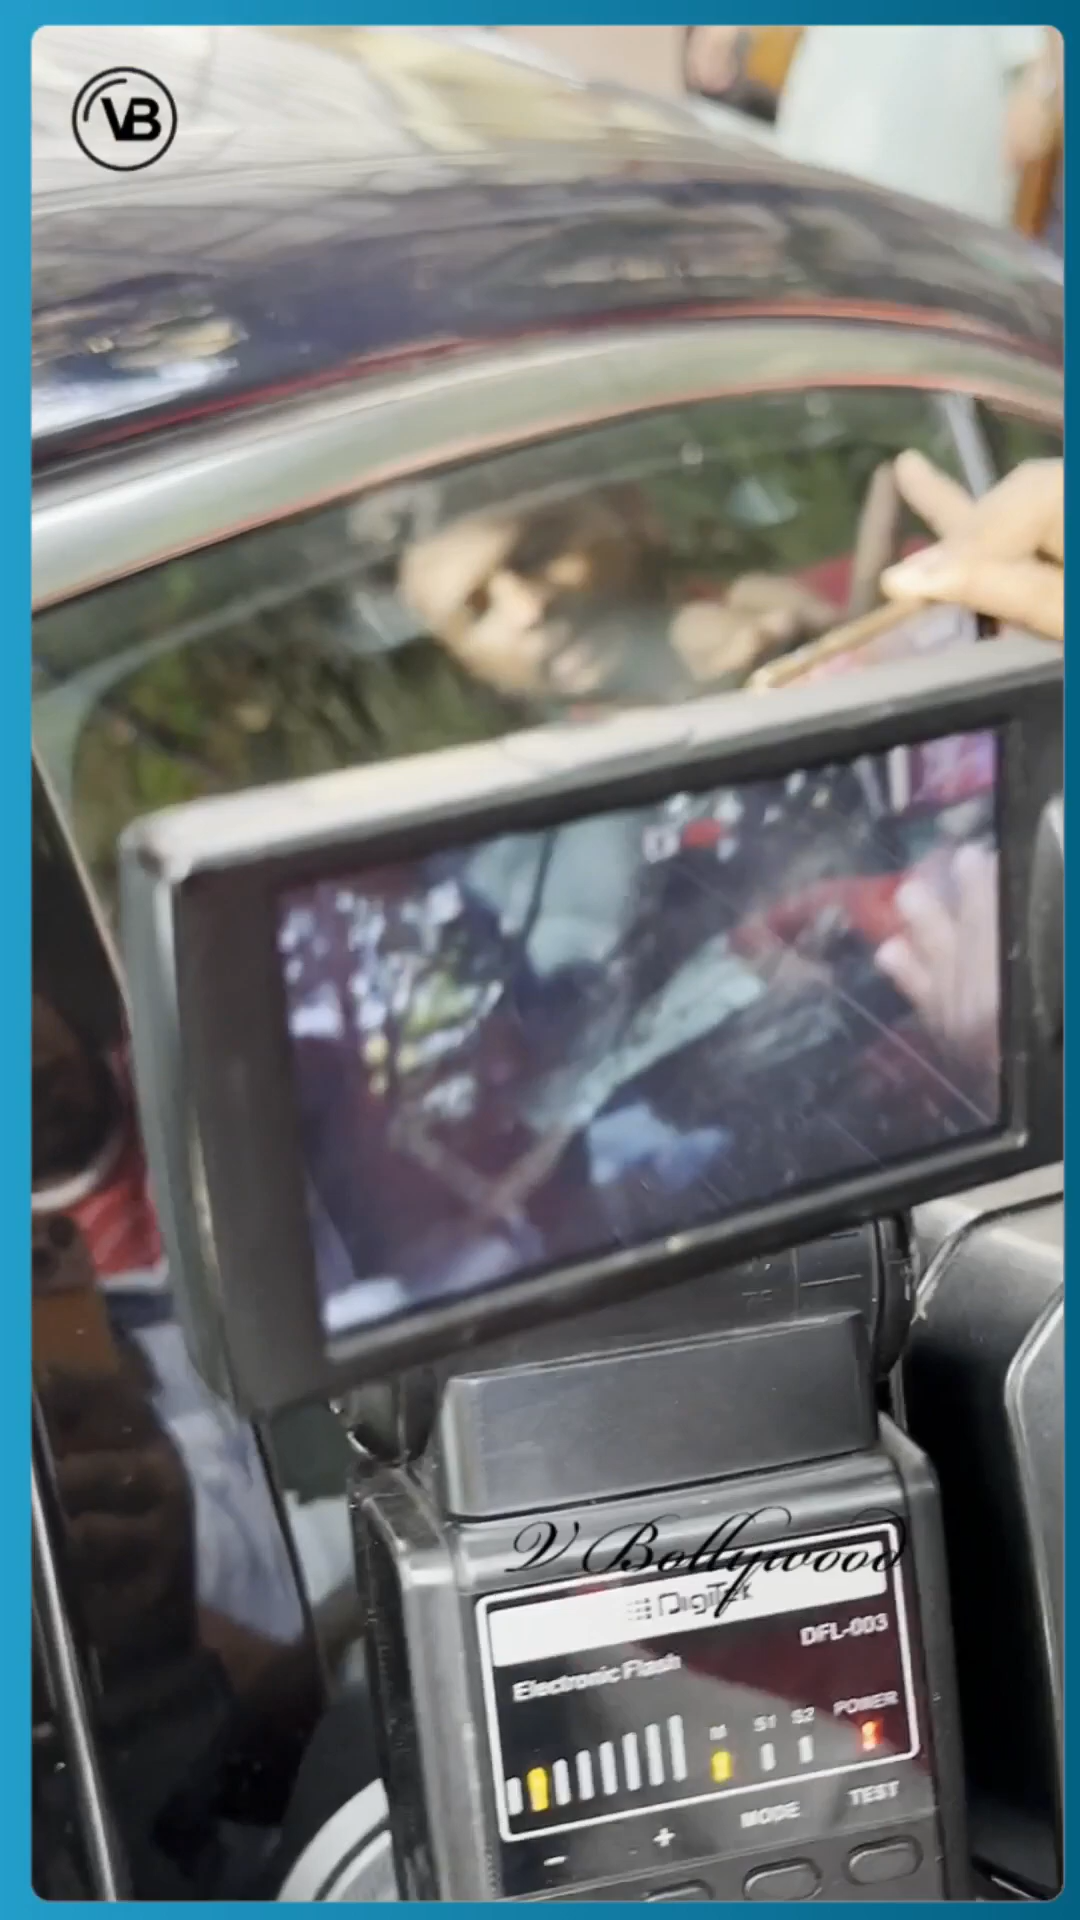 VB
V Bollywood
DIGITEK
DFL-003
Electronic Flash
M S1 S2 POWER
- + MODE TEST